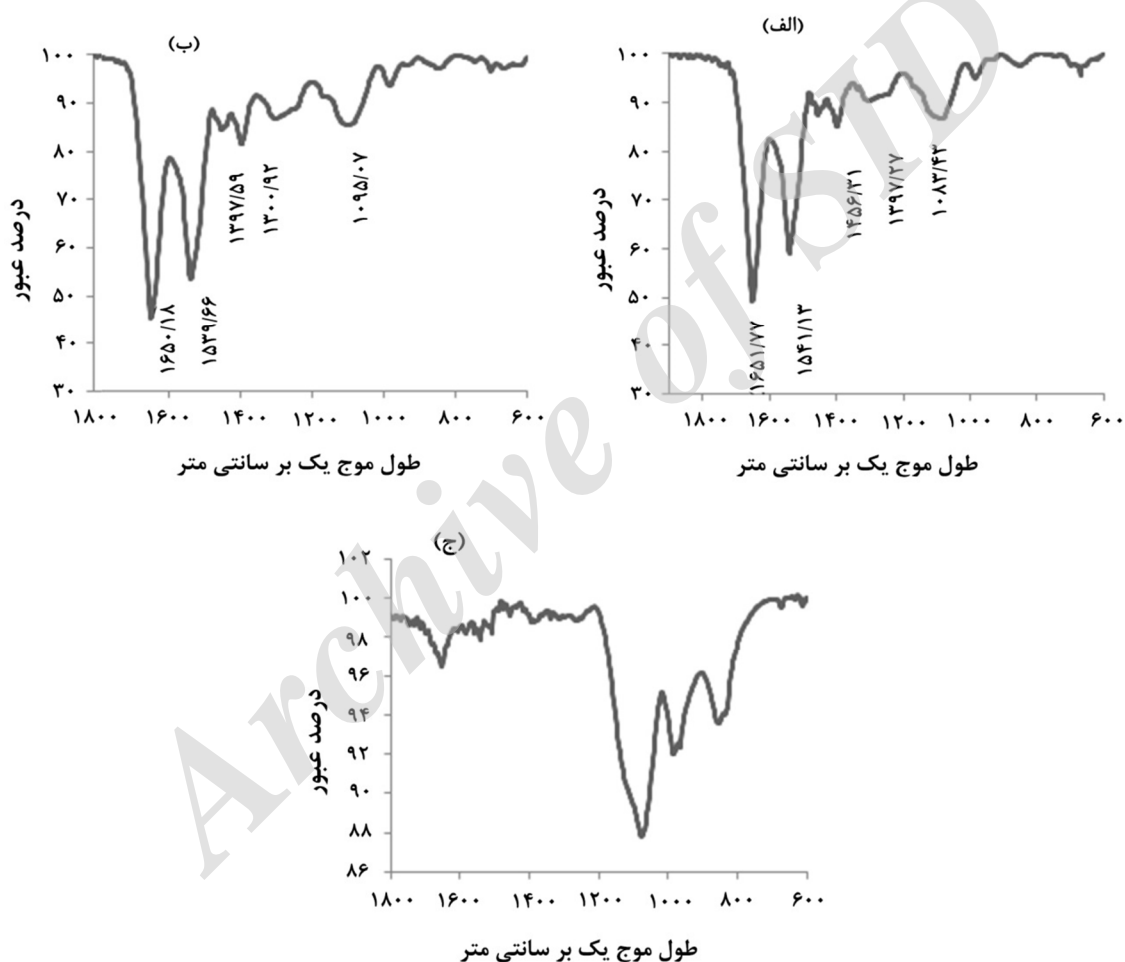 (الف)
درصد عبور
۱۰۰
۹۰
۸۰
۷۰
۶۰
۵۰
۴۰
۳۰
۱۶۵۱/۷۷
۱۵۴۱/۱۳
۱۴۵۶/۳۱
۱۳۹۷/۲۷
۱۰۸۳/۴۳
۱۸۰۰ ۱۶۰۰ ۱۴۰۰ ۱۲۰۰ ۱۰۰۰ ۸۰۰ ۶۰۰
طول موج یک بر سانتی متر
(ب)
درصد عبور
۱۰۰
۹۰
۸۰
۷۰
۶۰
۵۰
۴۰
۳۰
۱۶۵۰/۱۸
۱۵۳۹/۶۶
۱۳۹۷/۵۹
۱۳۰۰/۹۲
۱۰۹۵/۰۷
۱۸۰۰ ۱۶۰۰ ۱۴۰۰ ۱۲۰۰ ۱۰۰۰ ۸۰۰ ۶۰۰
طول موج یک بر سانتی متر
(ج)
درصد عبور
۱۰۲
۱۰۰
۹۸
۹۶
۹۴
۹۲
۹۰
۸۸
۸۶
۱۸۰۰ ۱۶۰۰ ۱۴۰۰ ۱۲۰۰ ۱۰۰۰ ۸۰۰ ۶۰۰
طول موج یک بر سانتی متر
Archive of SID